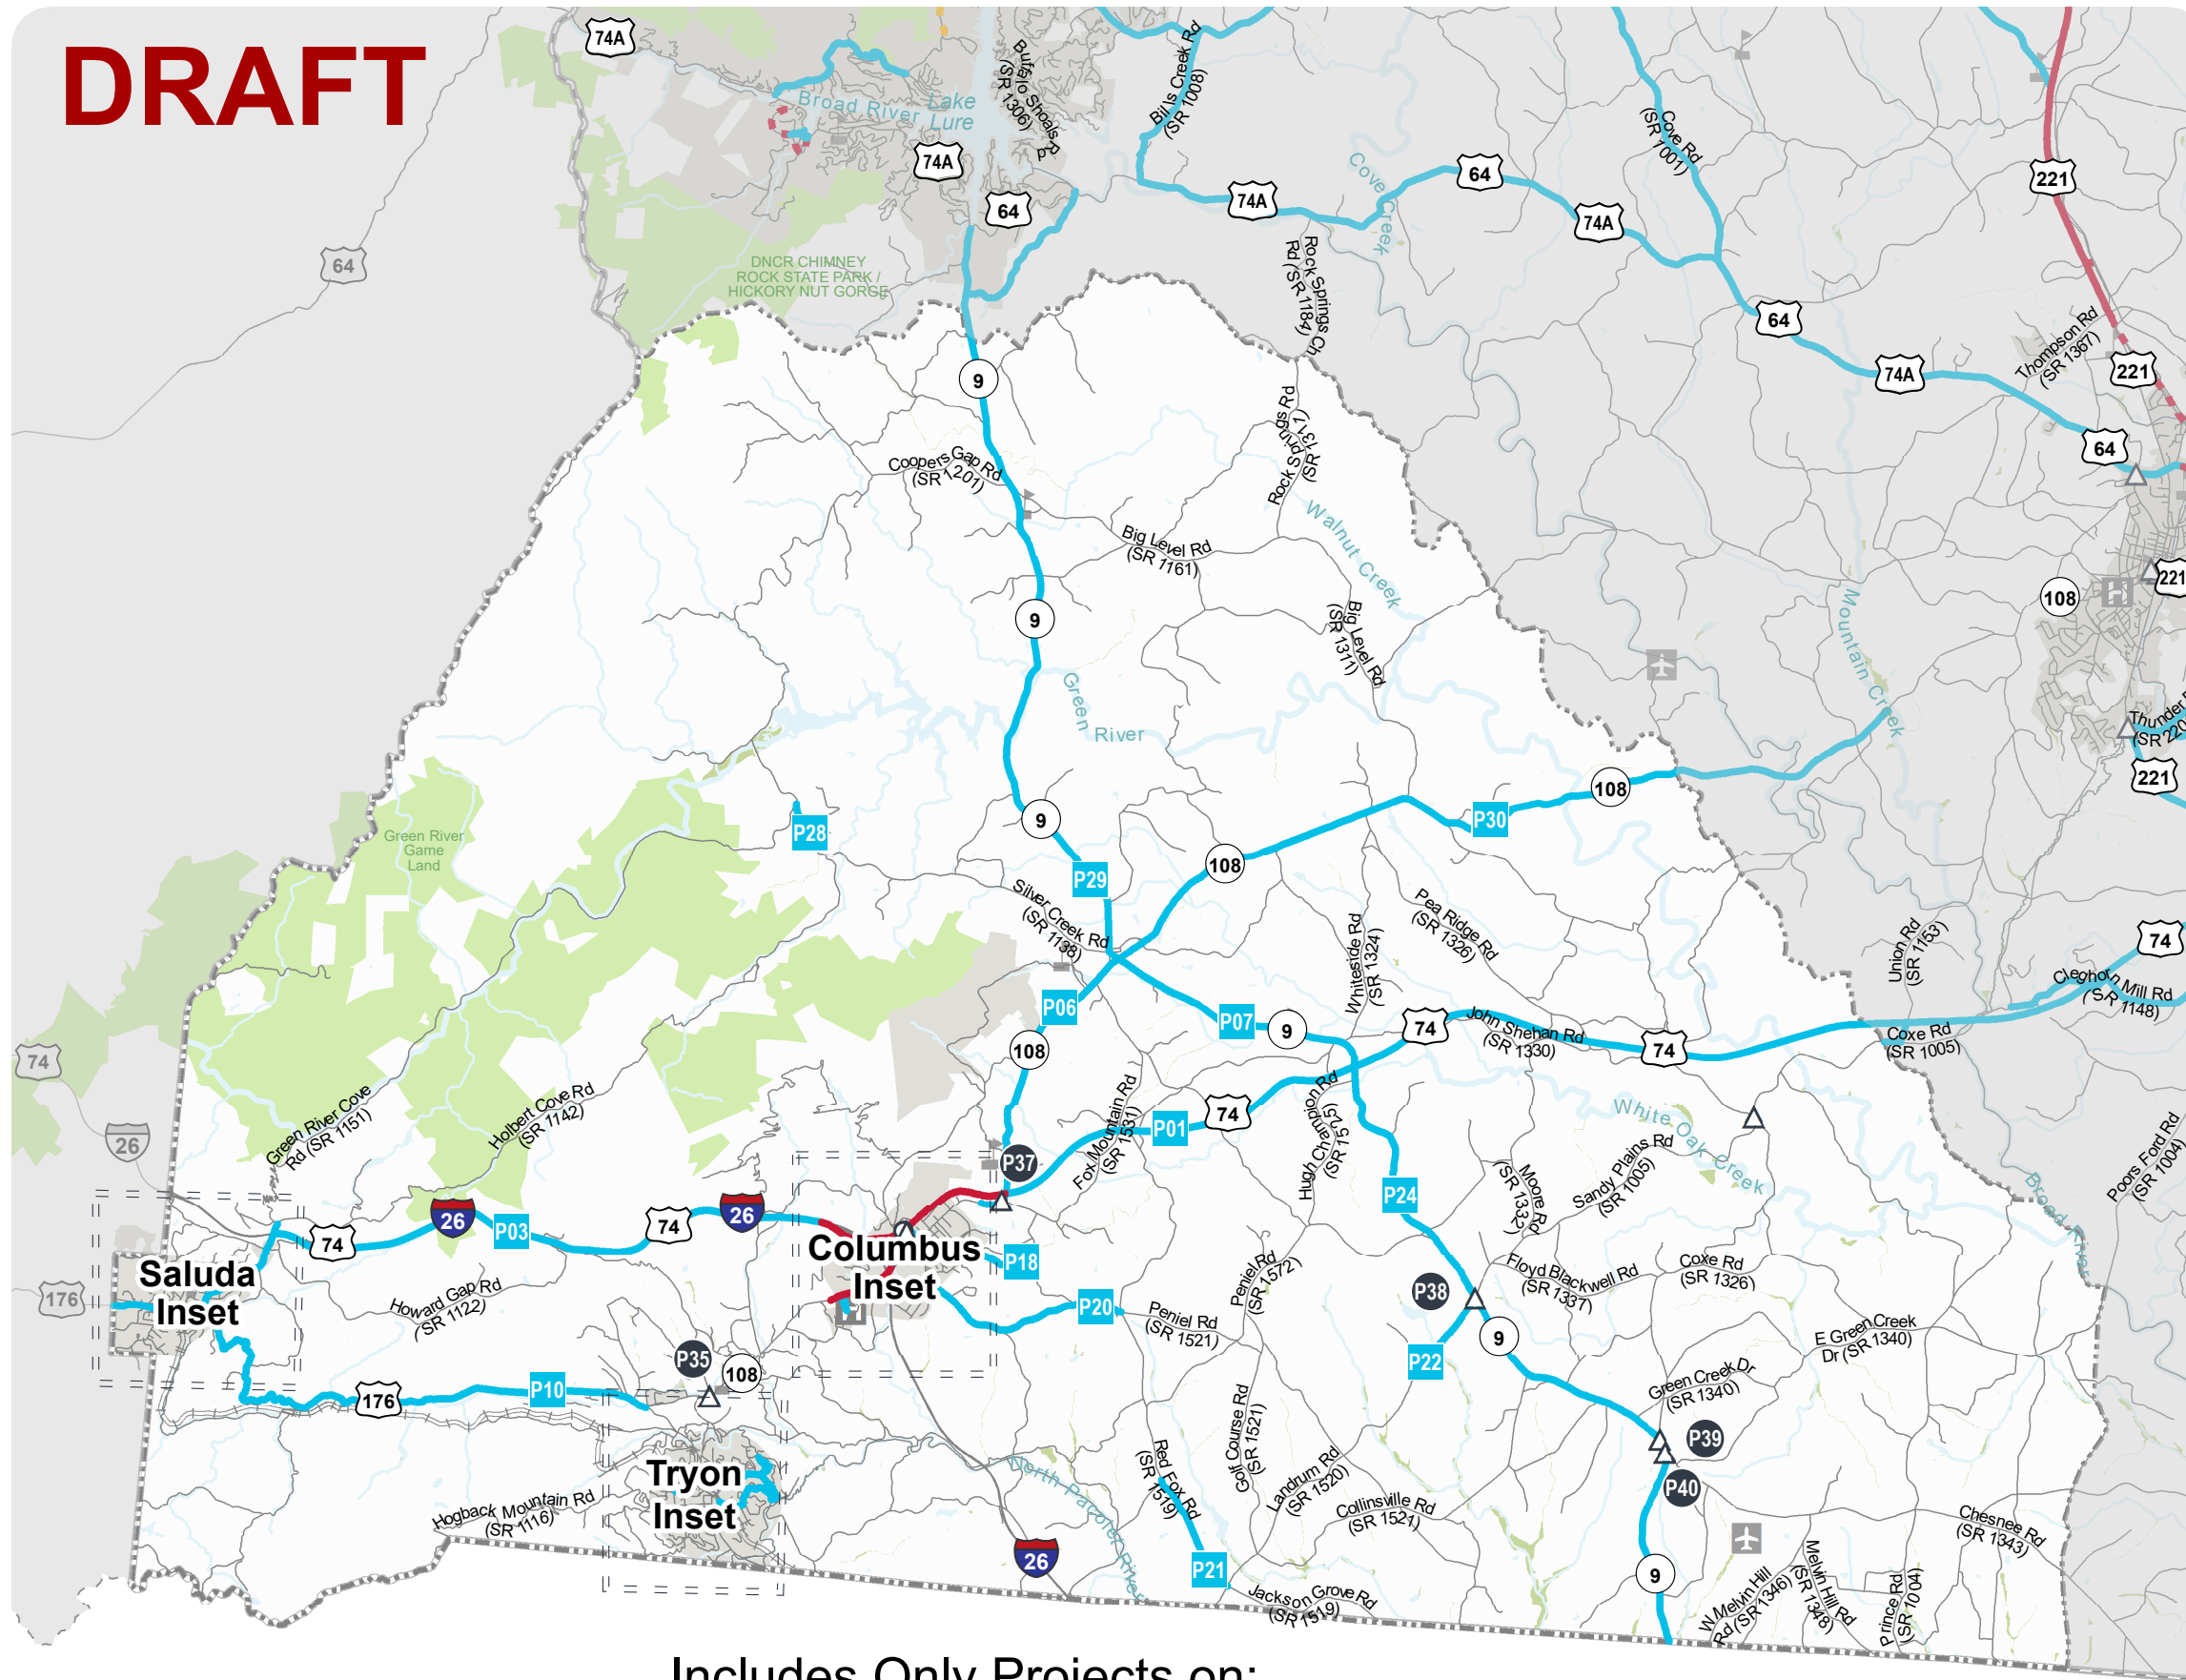 DRAFT
74A
Broad River
Lake
Lure
74A
64
Buffalo Shoals Rd
(SR 1306)
Bills Creek Rd
(SR 1008)
Cove Creek
74A
64
74A
Cove Rd
(SR 1001)
221
64
DNCR CHIMNEY
ROCK STATE PARK /
HICKORY NUT GORGE
Rock Springs Ch
Rd (SR 1184)
64
74A
Thompson Rd
(SR 1367)
221
64
9
Coopers Gap Rd
(SR 1201)
Rock Springs Rd
(SR 1317)
Walnut Creek
Big Level Rd
(SR 1161)
9
Big Level Rd
(SR 1311)
Mountain Creek
108
221
Green River
Thunder
(SR 220
221
108
Green River
Game
Land
P28
9
P29
108
P30
Silver Creek Rd
(SR 1138)
Whiteside Rd
(SR 1324)
Pea Ridge Rd
(SR 1326)
Union Rd
(SR 1153)
74
Cleghorn Mill Rd
(SR 1148)
P06
108
P07
9
74
John Shehan Rd
(SR 1330)
74
Coxe Rd
(SR 1005)
74
26
Green River Cove
Rd (SR 1151)
Holbert Cove Rd
(SR 1142)
Fox Mountain Rd
(SR 1531)
P01
74
Hugh Champion Rd
(SR 1525)
White Oak Creek
Poors Ford Rd
(SR 1004)
P37
P24
Moore Rd
(SR 1332)
Sandy Plains Rd
(SR 1005)
Broad River
74
26
P03
74
26
Columbus
Inset
P18
Saluda
Inset
176
Howard Gap Rd
(SR 1122)
P20
Peniel Rd
(SR 1521)
Peniel Rd
(SR 1572)
P38
Floyd Blackwell Rd
(SR 1337)
Coxe Rd
(SR 1326)
P22
9
E Green Creek
Dr (SR 1340)
P35
108
176
P10
Green Creek Dr
(SR 1340)
P39
P40
Tryon
Inset
Hogback Mountain Rd
(SR 1116)
North Pacolet River
26
Red Fox Rd
(SR 1519)
Golf Course Rd
(SR 1521)
Landrum Rd
(SR 1520)
Collinsville Rd
(SR 1521)
P21
Jackson Grove Rd
(SR 1519)
9
Chesnee Rd
(SR 1343)
W Melvin Hill
Rd (SR 1346)
Melvin Hill Rd
(SR 1348)
Prince Rd
(SR 1004)
H
H
Includes Only Projects on: